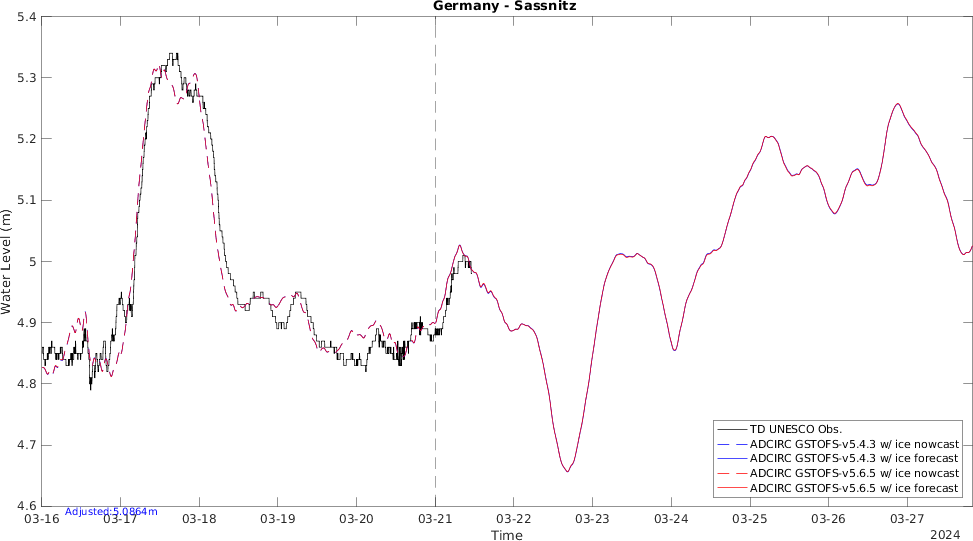 Germany - Sassnitz
5.4
5.3
5.2
5.1
5
4.9
4.8
4.7
4.6
Water Level (m)
TD UNESCO Obs.
ADCIRC GSTOFS-v5.4.3 w/ ice nowcast
ADCIRC GSTOFS-v5.4.3 w/ ice forecast
ADCIRC GSTOFS-v5.6.5 w/ ice nowcast
ADCIRC GSTOFS-v5.6.5 w/ ice forecast
Adjusted:5.0864m
03-16 03-17 03-18 03-19 03-20 03-21 03-22 03-23 03-24 03-25 03-26 03-27
Time
2024